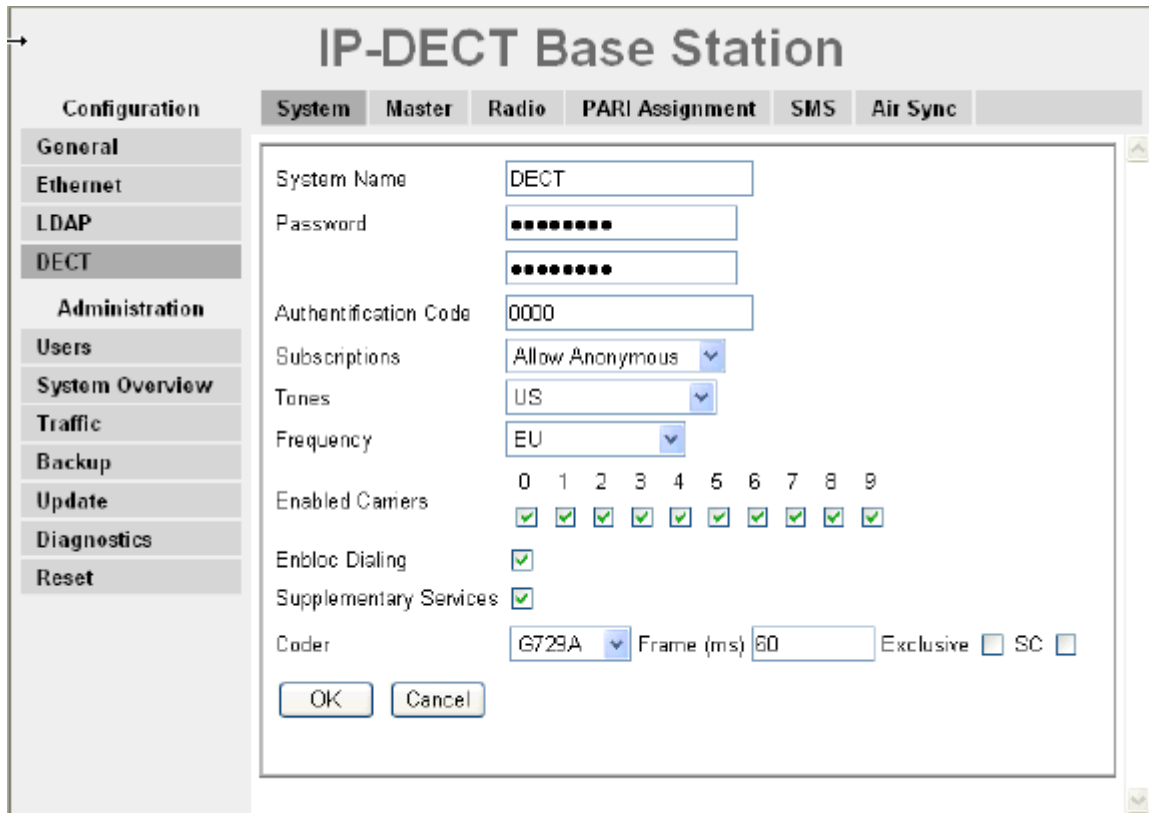 IP-DECT Base Station
Configuration
General
Ethernet
LDAP
DECT
Administration
Users
System Overview
Traffic
Backup
Update
Diagnostics
Reset
System Master Radio PARI Assignment SMS Air Sync
System Name DECT
Password ●●●●●●●●
●●●●●●●●
Authentification Code 0000
Subscriptions Allow Anonymous
Tones US
Frequency EU
0 1 2 3 4 5 6 7 8 9
Enabled Carriers
Enbloc Dialing
Supplementary Services
Coder G729A Frame (ms) 60 Exclusive SC
OK Cancel